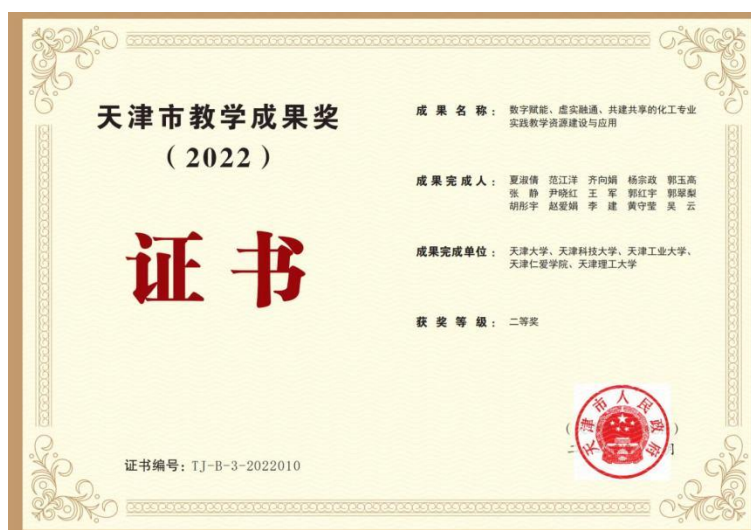 天津市教学成果奖
（2022）
证书
证书编号：TJ-B-3-2022010
成果名称： 数字赋能、虚实融通、共建共享的化工专业
实践教学资源建设与应用
成果完成人： 夏淑倩 范江洋 齐向娟 杨宗政 郭玉高
张静 尹晓红 王军 郭红宇 郭翠梨
胡彤宇 赵爱娟 李建 黄守莹 吴云
成果完成单位： 天津大学、天津科技大学、天津工业大学、
天津仁爱学院、天津理工大学
获奖等级： 二等奖
天津市人民政府